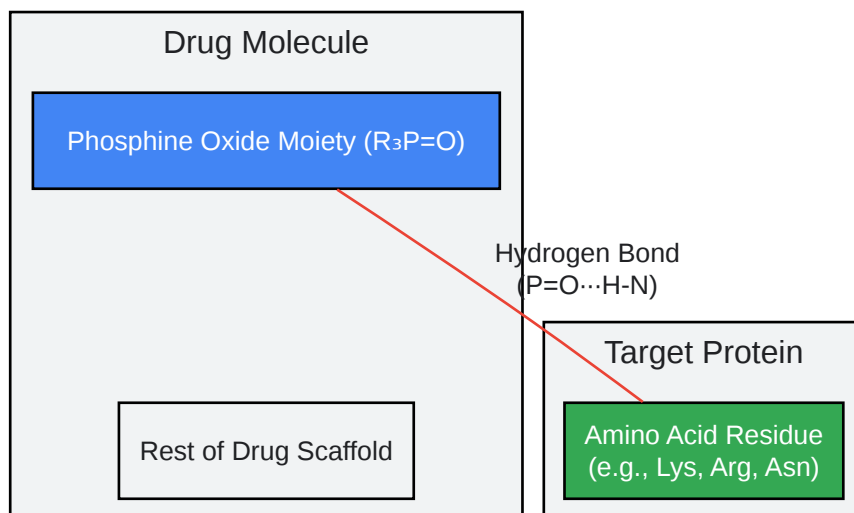 Drug Molecule
Phosphine Oxide Moiety (R₃P=O)
Hydrogen Bond
(P=O···H-N)
Target Protein
Rest of Drug Scaffold
Amino Acid Residue
(e.g., Lys, Arg, Asn)